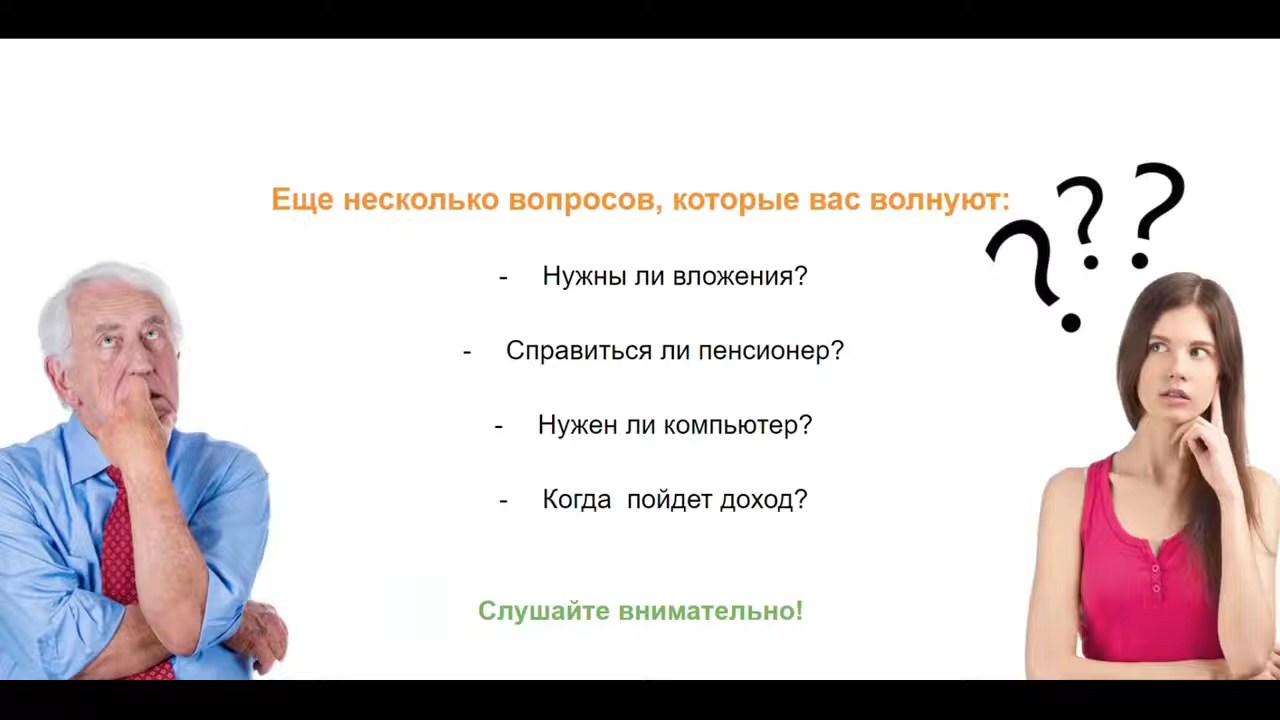 Еще несколько вопросов, которые вас волнуют:
- Нужны ли вложения?
- Справиться ли пенсионер?
- Нужен ли компьютер?
- Когда  пойдет доход?
Слушайте внимательно!
???